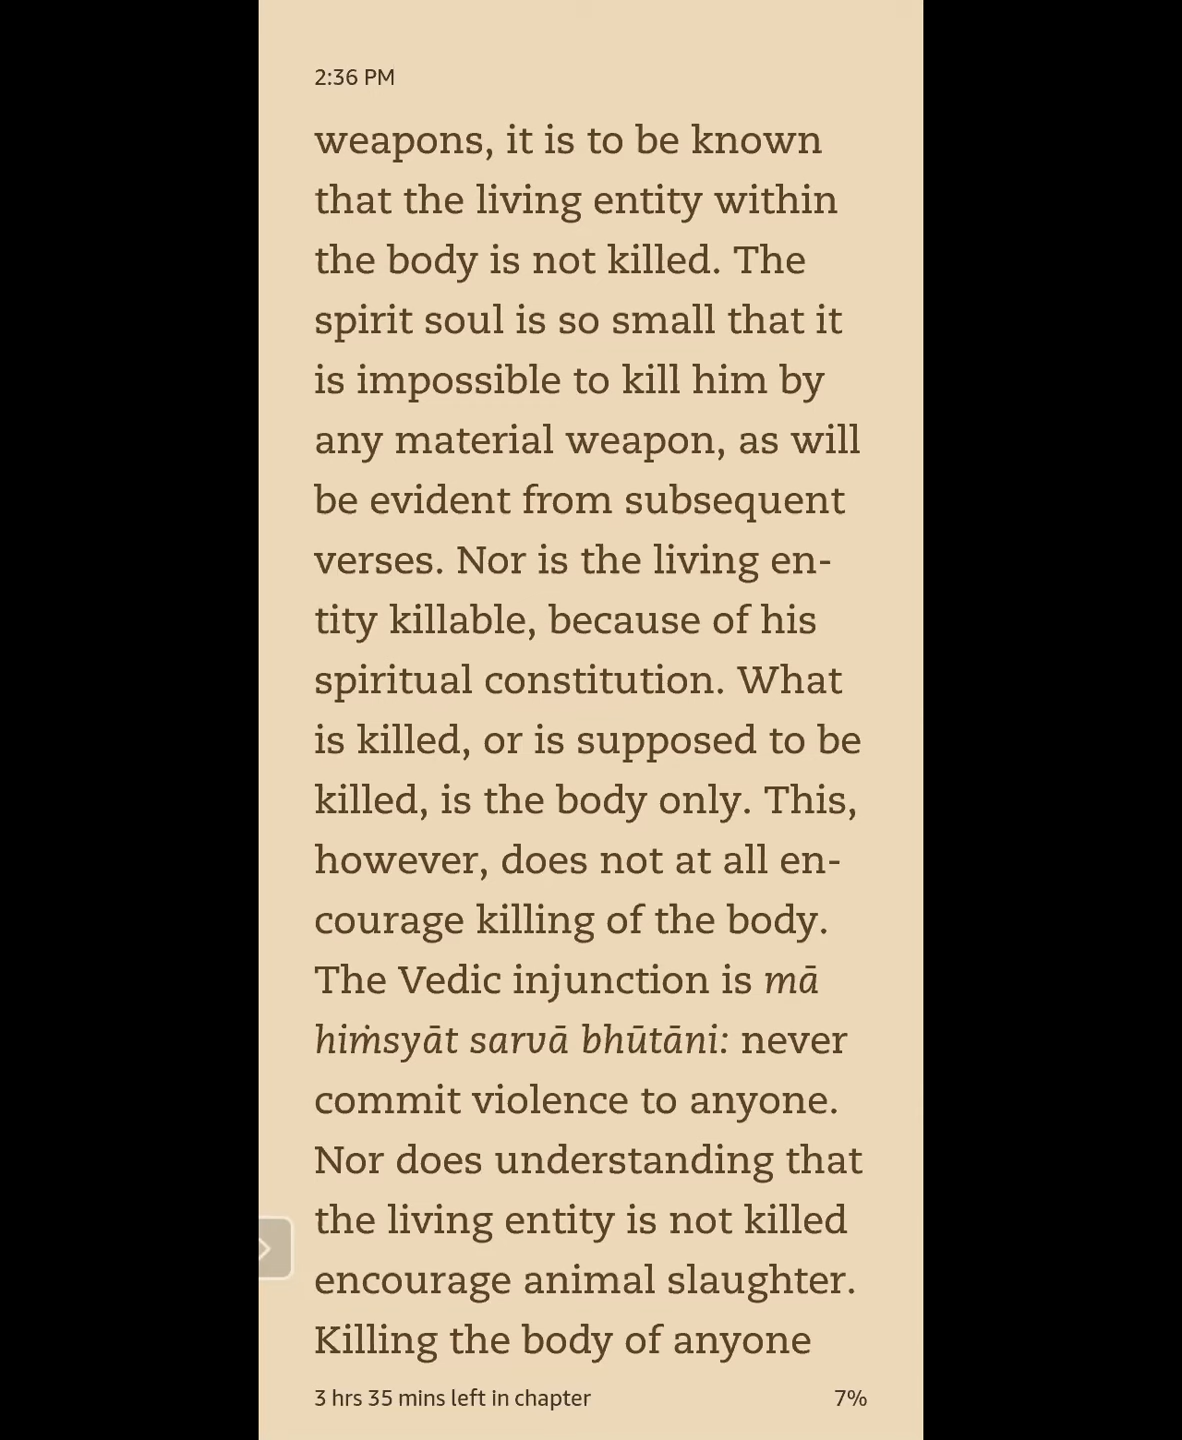 2:36 PM
weapons, it is to be known
that the living entity within
the body is not killed. The
spirit soul is so small that it
is impossible to kill him by
any material weapon, as will
be evident from subsequent
verses. Nor is the living en-
tity killable, because of his
spiritual constitution. What
is killed, or is supposed to be
killed, is the body only. This,
however, does not at all en-
courage killing of the body.
The Vedic injunction is mā
hiṁsyāt sarvā bhūtāni: never
commit violence to anyone.
Nor does understanding that
the living entity is not killed
encourage animal slaughter.
Killing the body of anyone
3 hrs 35 mins left in chapter 7%